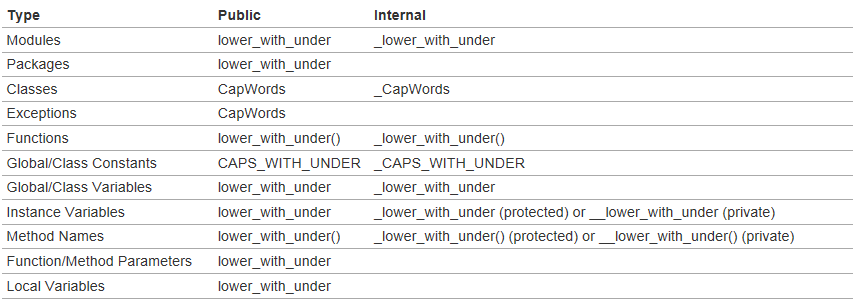 Type Public Internal
Modules lower_with_under _lower_with_under
Packages lower_with_under
Classes CapWords _CapWords
Exceptions CapWords
Functions lower_with_under() _lower_with_under()
Global/Class Constants CAPS_WITH_UNDER _CAPS_WITH_UNDER
Global/Class Variables lower_with_under _lower_with_under
Instance Variables lower_with_under _lower_with_under (protected) or __lower_with_under (private)
Method Names lower_with_under() _lower_with_under() (protected) or __lower_with_under() (private)
Function/Method Parameters lower_with_under
Local Variables lower_with_under